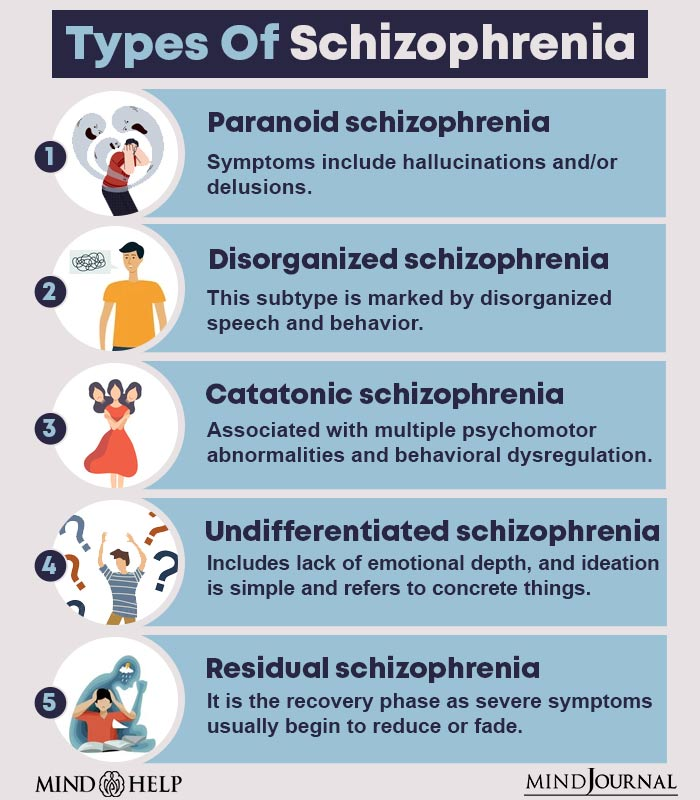 Types Of Schizophrenia
1
Paranoid schizophrenia
Symptoms include hallucinations and/or
delusions.
2
Disorganized schizophrenia
This subtype is marked by disorganized
speech and behavior.
3
Catatonic schizophrenia
Associated with multiple psychomotor
abnormalities and behavioral dysregulation.
4
Undifferentiated schizophrenia
Includes lack of emotional depth, and ideation
is simple and refers to concrete things.
5
Residual schizophrenia
It is the recovery phase as severe symptoms
usually begin to reduce or fade.
MIND HELP
MINDJOURNAL